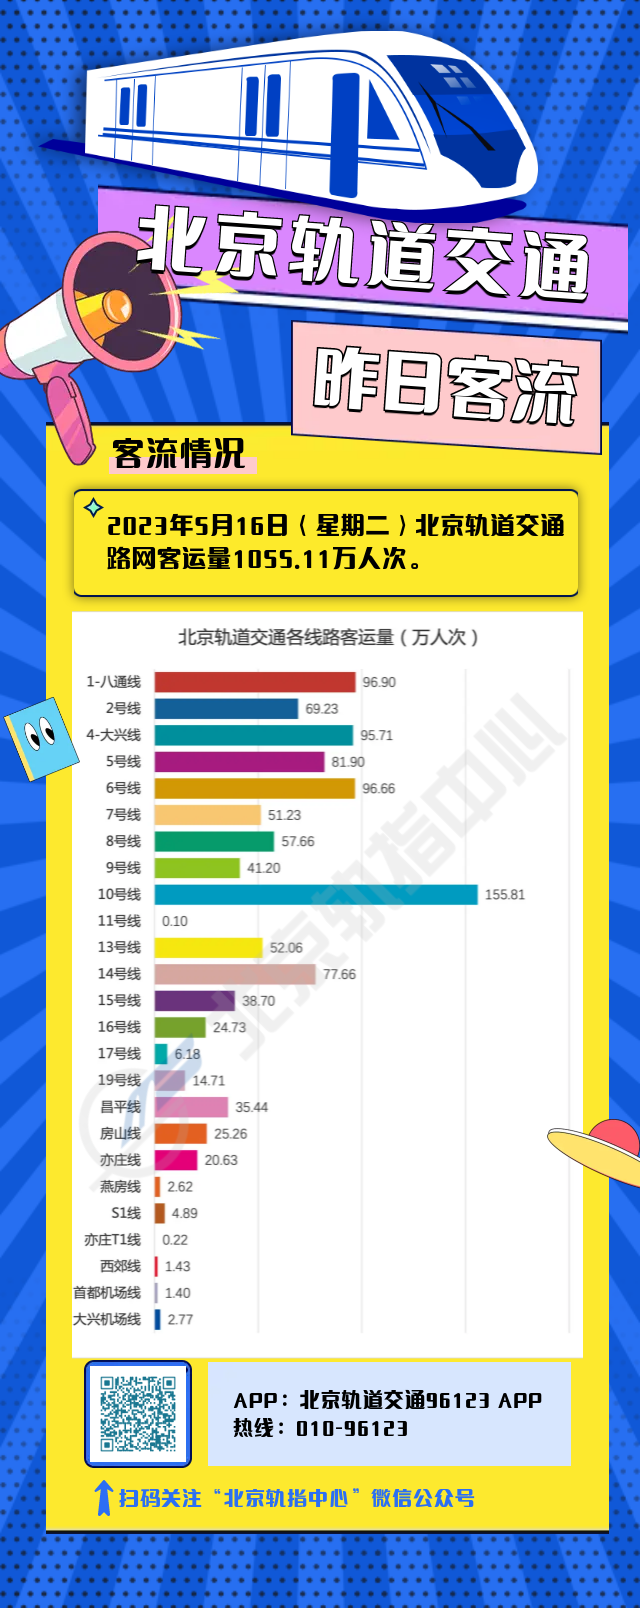 北京轨道交通
昨日客流
客流情况
2023年5月16日（星期二）北京轨道交通
路网客运量1055.11万人次。
北京轨道交通各线路客运量（万人次）
1-八通线 96.90
2号线 69.23
4-大兴线 95.71
5号线 81.90
6号线 96.66
7号线 51.23
8号线 57.66
9号线 41.20
10号线 155.81
11号线 0.10
13号线 52.06
14号线 77.66
15号线 38.70
16号线 24.73
17号线 6.18
19号线 14.71
昌平线 35.44
房山线 25.26
亦庄线 20.63
燕房线 2.62
S1线 4.89
亦庄T1线 0.22
西郊线 1.43
首都机场线 1.40
大兴机场线 2.77
北京轨指中心
APP：北京轨道交通96123 APP
热线：010-96123
扫码关注“北京轨指中心”微信公众号